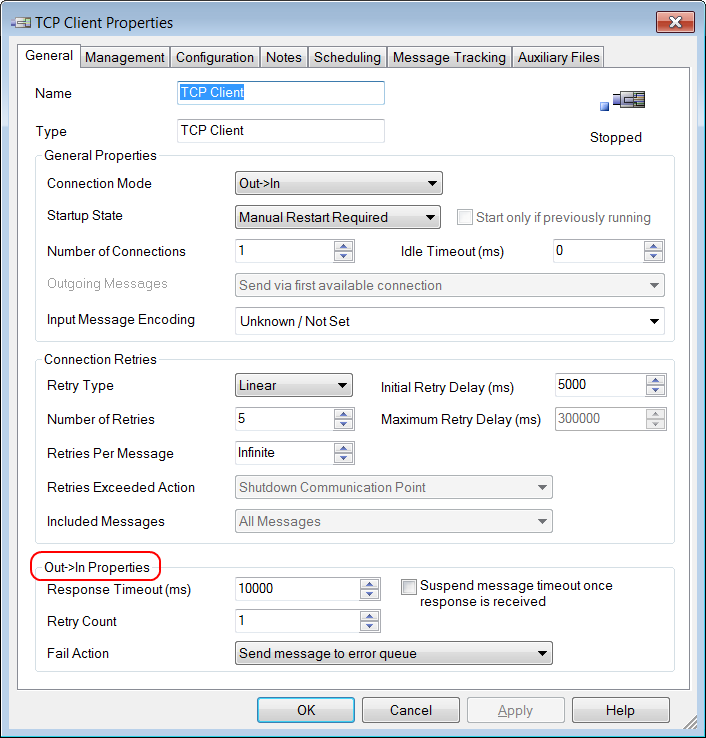 TCP Client Properties
General Management Configuration Notes Scheduling Message Tracking Auxiliary Files
Name TCP Client
Type TCP Client
Stopped
General Properties
Connection Mode Out->In
Startup State Manual Restart Required Start only if previously running
Number of Connections 1 Idle Timeout (ms) 0
Outgoing Messages Send via first available connection
Input Message Encoding Unknown / Not Set
Connection Retries
Retry Type Linear Initial Retry Delay (ms) 5000
Number of Retries 5 Maximum Retry Delay (ms) 300000
Retries Per Message Infinite
Retries Exceeded Action Shutdown Communication Point
Included Messages All Messages
Out->In Properties
Response Timeout (ms) 10000 Suspend message timeout once
response is received
Retry Count 1
Fail Action Send message to error queue
OK Cancel Apply Help